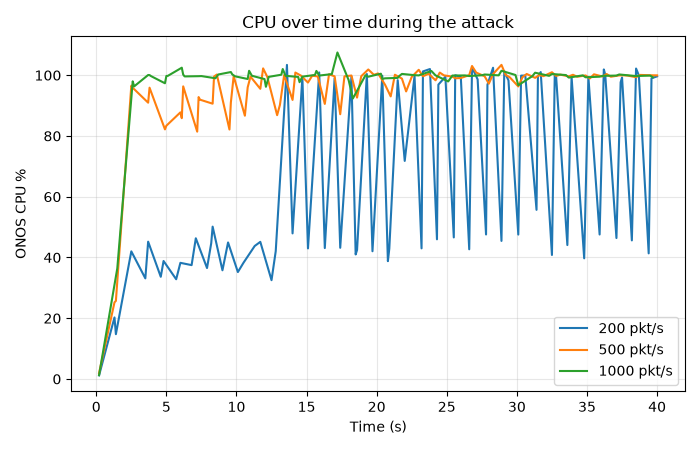 CPU over time during the attack
ONOS CPU %
100
80
60
40
20
0
0 5 10 15 20 25 30 35 40
Time (s)
200 pkt/s
500 pkt/s
1000 pkt/s